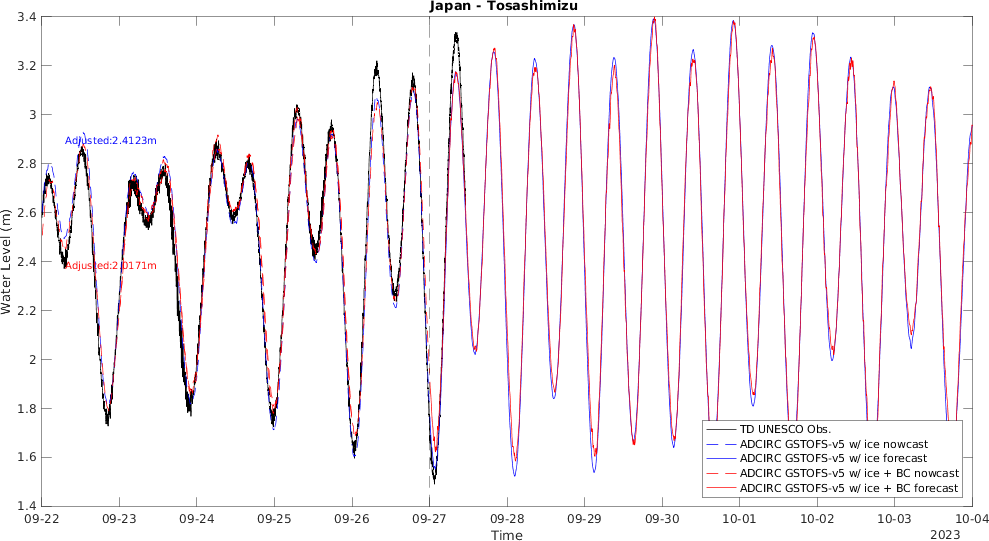 Japan - Tosashimizu
Water Level (m)
3.4
3.2
3
2.8
2.6
2.4
2.2
2
1.8
1.6
1.4
Adjusted:2.4123m
Adjusted:2.0171m
TD UNESCO Obs.
ADCIRC GSTOFS-v5 w/ ice nowcast
ADCIRC GSTOFS-v5 w/ ice forecast
ADCIRC GSTOFS-v5 w/ ice + BC nowcast
ADCIRC GSTOFS-v5 w/ ice + BC forecast
09-22 09-23 09-24 09-25 09-26 09-27 09-28 09-29 09-30 10-01 10-02 10-03 10-04
Time
2023